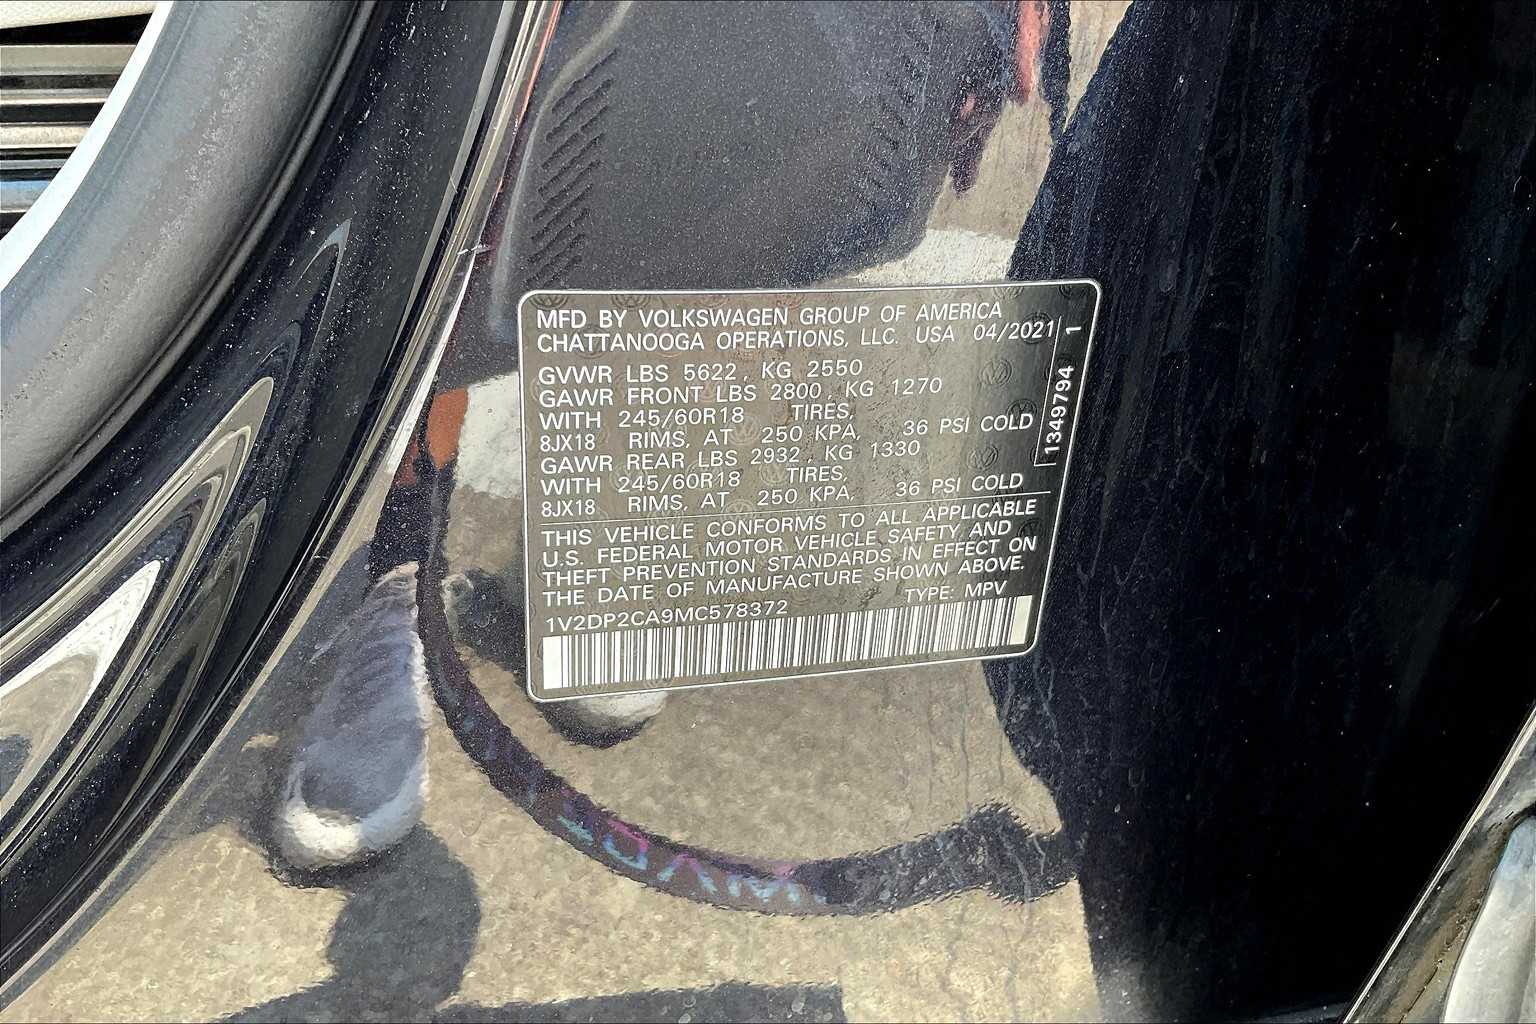 MFD BY VOLKSWAGEN GROUP OF AMERICA
CHATTANOOGA OPERATIONS, LLC. USA 04/2021
GVWR LBS 5622, KG 2550
GAWR FRONT LBS 2800, KG 1270
WITH 245/60R18 TIRES,
8JX18 RIMS, AT 250 KPA, 36 PSI COLD
GAWR REAR LBS 2932, KG 1330
WITH 245/60R18 TIRES,
8JX18 RIMS, AT 250 KPA, 36 PSI COLD
1349794 1
THIS VEHICLE CONFORMS TO ALL APPLICABLE
U.S. FEDERAL MOTOR VEHICLE SAFETY AND
THEFT PREVENTION STANDARDS IN EFFECT ON
THE DATE OF MANUFACTURE SHOWN ABOVE.
1V2DP2CA9MC578372 TYPE: MPV